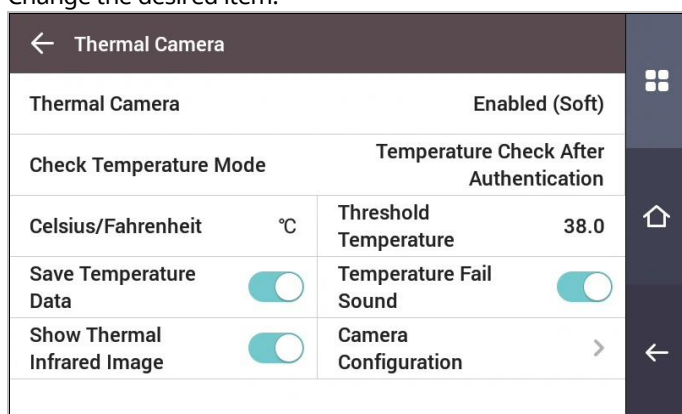 Change the desired item.
Thermal Camera
Thermal Camera Enabled (Soft)
Check Temperature Mode Temperature Check After
Authentication
Celsius/Fahrenheit ℃ Threshold
Temperature 38.0
Save Temperature
Data
Temperature Fail
Sound
Show Thermal
Infrared Image
Camera
Configuration